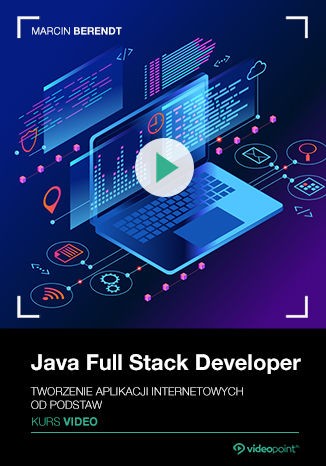 MARCIN BERENDT
Java Full Stack Developer
TWORZENIE APLIKACJI INTERNETOWYCH
OD PODSTAW
KURS VIDEO
videopoint